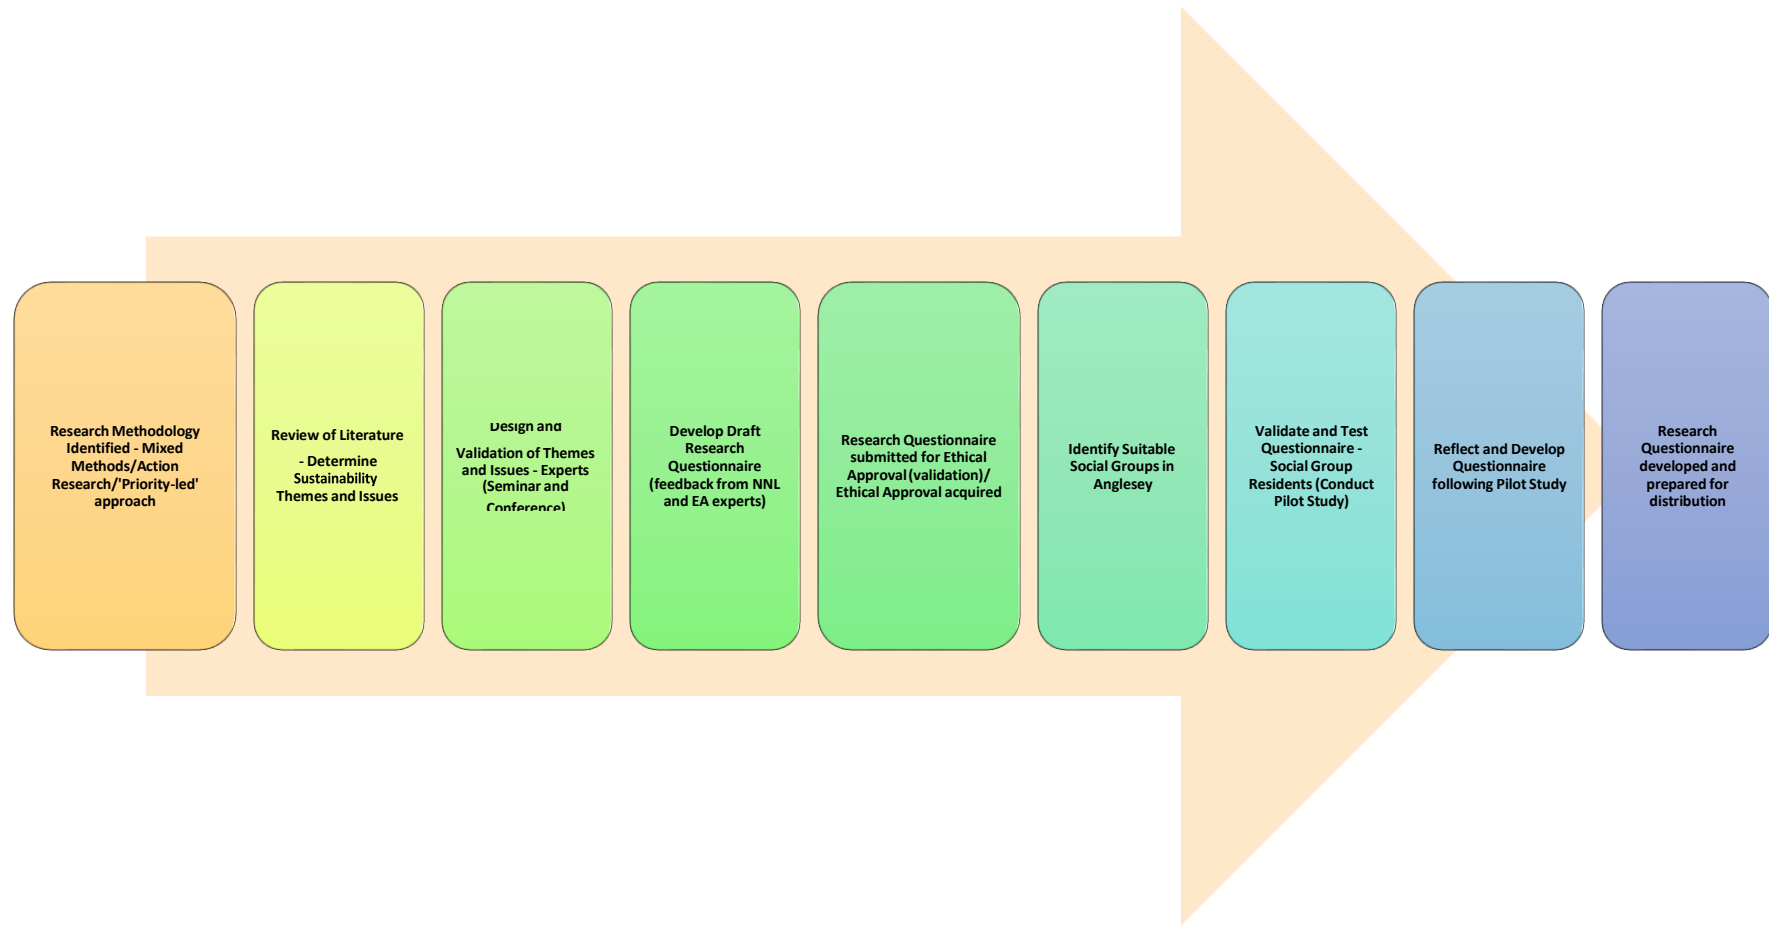 Research Methodology
Identified - Mixed
Methods/Action
Research/'Priority-led'
approach
Review of Literature
- Determine
Sustainability
Themes and Issues
Design and
Validation of Themes
and Issues - Experts
(Seminar and
Conference)
Develop Draft
Research
Questionnaire
(feedback from NNL
and EA experts)
Research Questionnaire
submitted for Ethical
Approval (validation)/
Ethical Approval acquired
Identify Suitable
Social Groups in
Anglesey
Validate and Test
Questionnaire -
Social Group
Residents (Conduct
Pilot Study)
Reflect and Develop
Questionnaire
following Pilot Study
Research
Questionnaire
developed and
prepared for
distribution